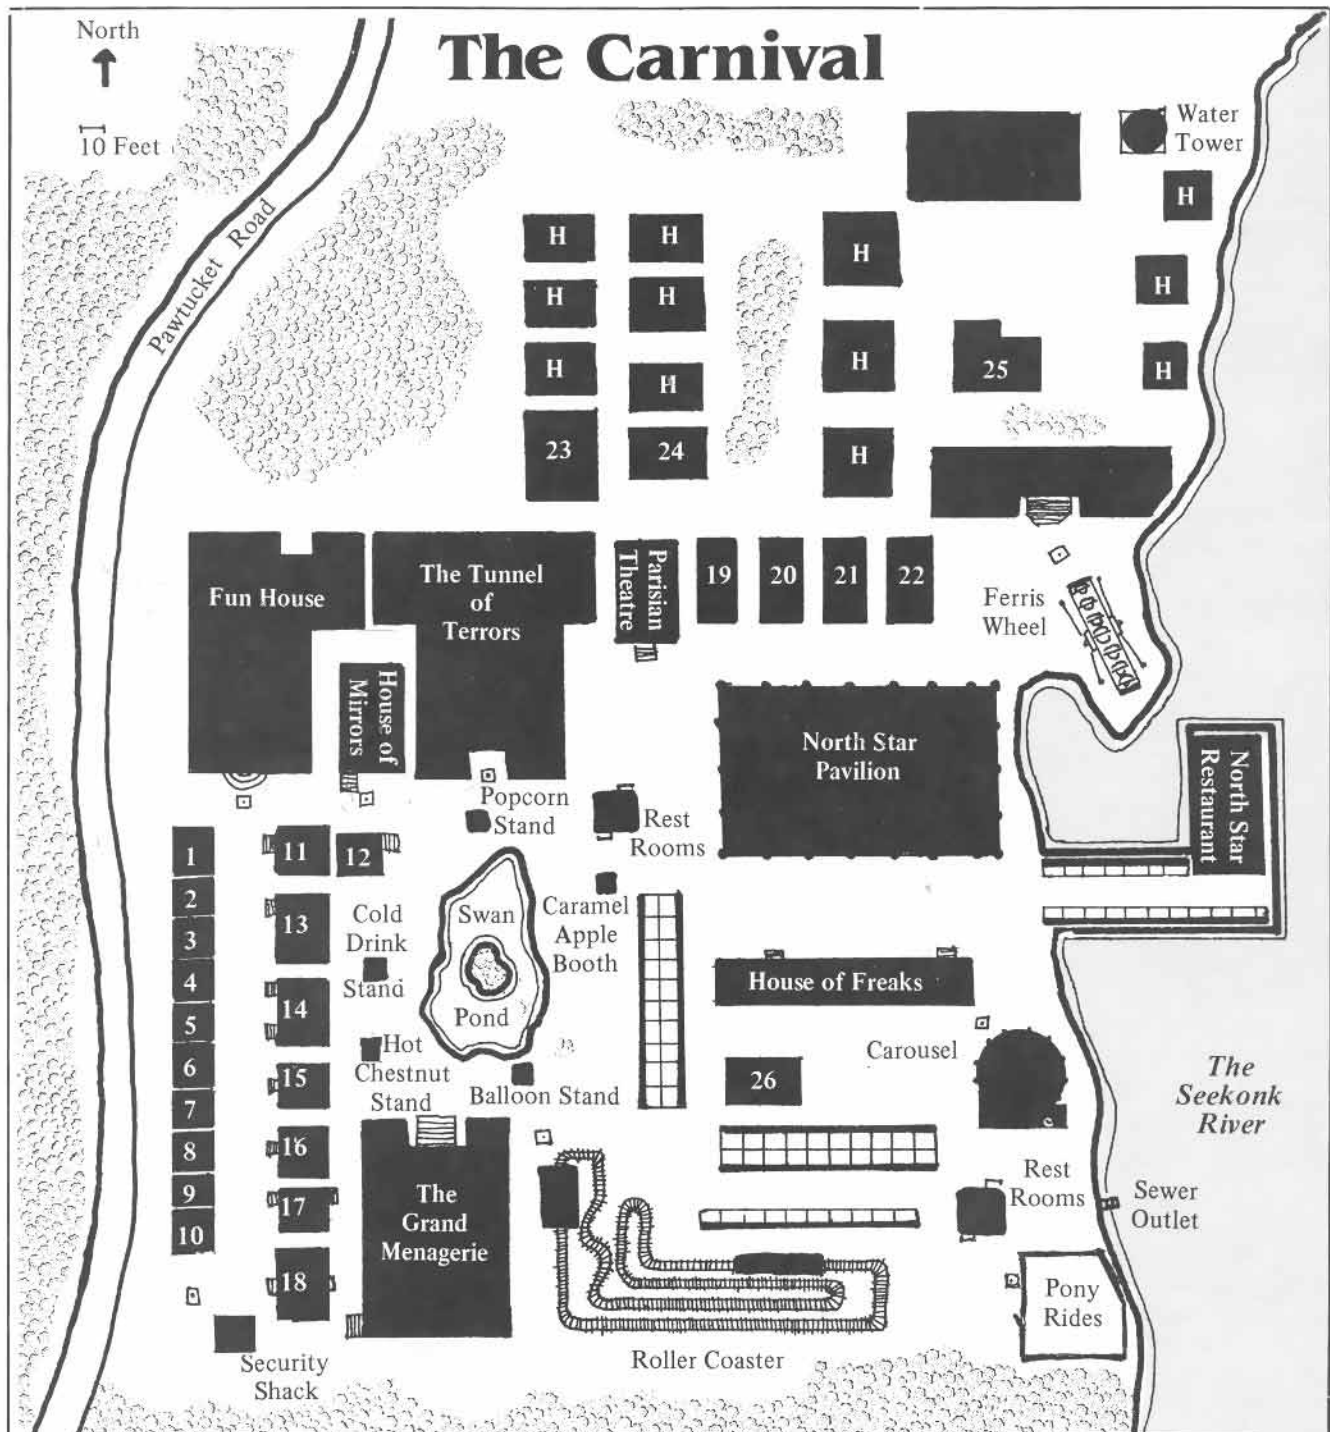 North
The Carnival
10 Feet
Water
Tower
Pawtucket Road
H
H
H
H
H
H
H
H
H
H
H
H
25
23
24
H
Fun House
The Tunnel
of
Terrors
Parisian
Theatre
19
20
21
22
Ferris
Wheel
House of
Mirrors
North Star
Pavilion
North Star
Restaurant
Popcorn
Stand
Rest
Rooms
1
2
3
4
5
6
7
8
9
10
11
12
13
14
15
16
17
18
Cold
Drink
Stand
Swan
Pond
Caramel
Apple
Booth
House of Freaks
Hot
Chestnut
Stand
Balloon Stand
26
Carousel
The
Seekonk
River
The
Grand
Menagerie
Rest
Rooms
Sewer
Outlet
Pony
Rides
Security
Shack
Roller Coaster